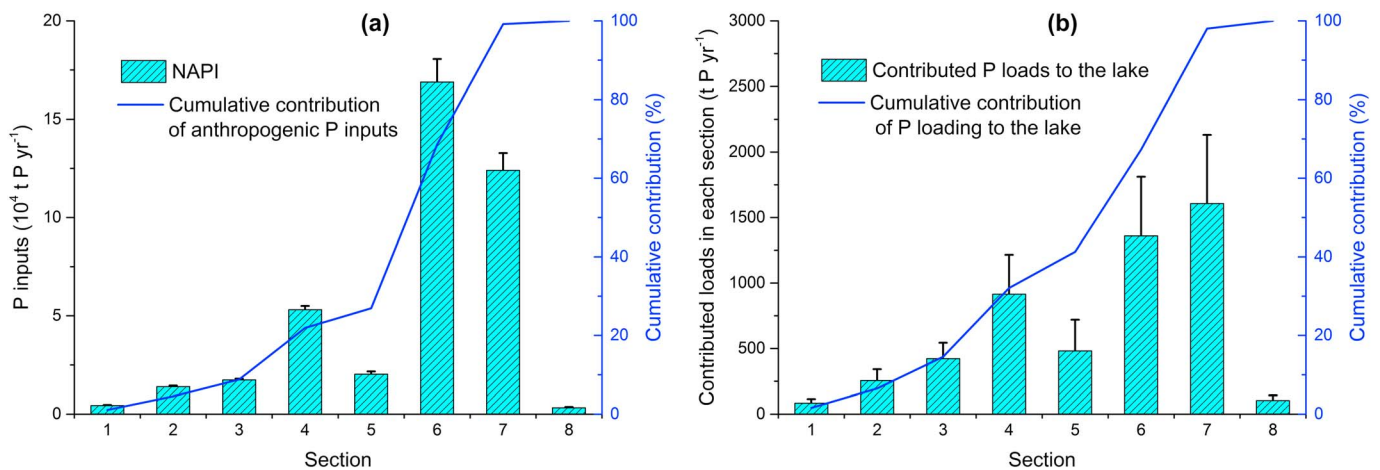 (a)
NAPI
Cumulative contribution
of anthropogenic P inputs
P inputs (10⁴ t P yr⁻¹)
20
15
10
5
0
Cumulative contribution (%)
100
80
60
40
20
0
1 2 3 4 5 6 7 8
Section
(b)
Contributed P loads to the lake
Cumulative contribution
of P loading to the lake
Contributed loads in each section (t P yr⁻¹)
3000
2500
2000
1500
1000
500
0
Cumulative contribution (%)
100
80
60
40
20
0
1 2 3 4 5 6 7 8
Section